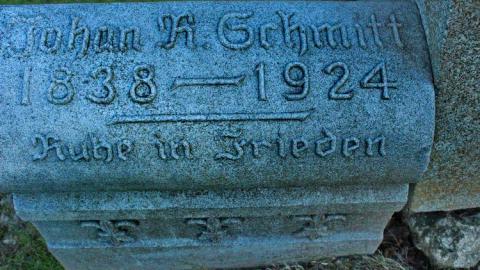 Johan R. Schmitt
1838 — 1924
Ruhe in Frieden